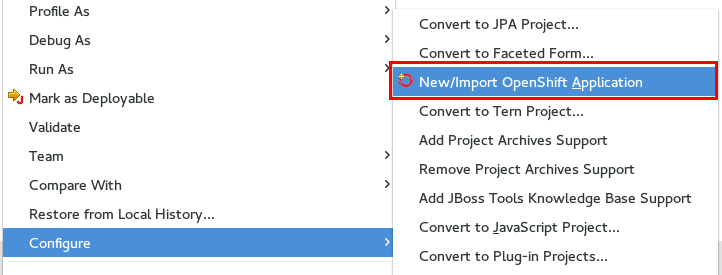 Profile As
Debug As
Run As
Mark as Deployable
Validate
Team
Compare With
Restore from Local History...
Configure
Convert to JPA Project...
Convert to Faceted Form...
New/Import OpenShift Application
Convert to Tern Project...
Add Project Archives Support
Remove Project Archives Support
Add JBoss Tools Knowledge Base Support
Convert to JavaScript Project...
Convert to Plug-in Projects...